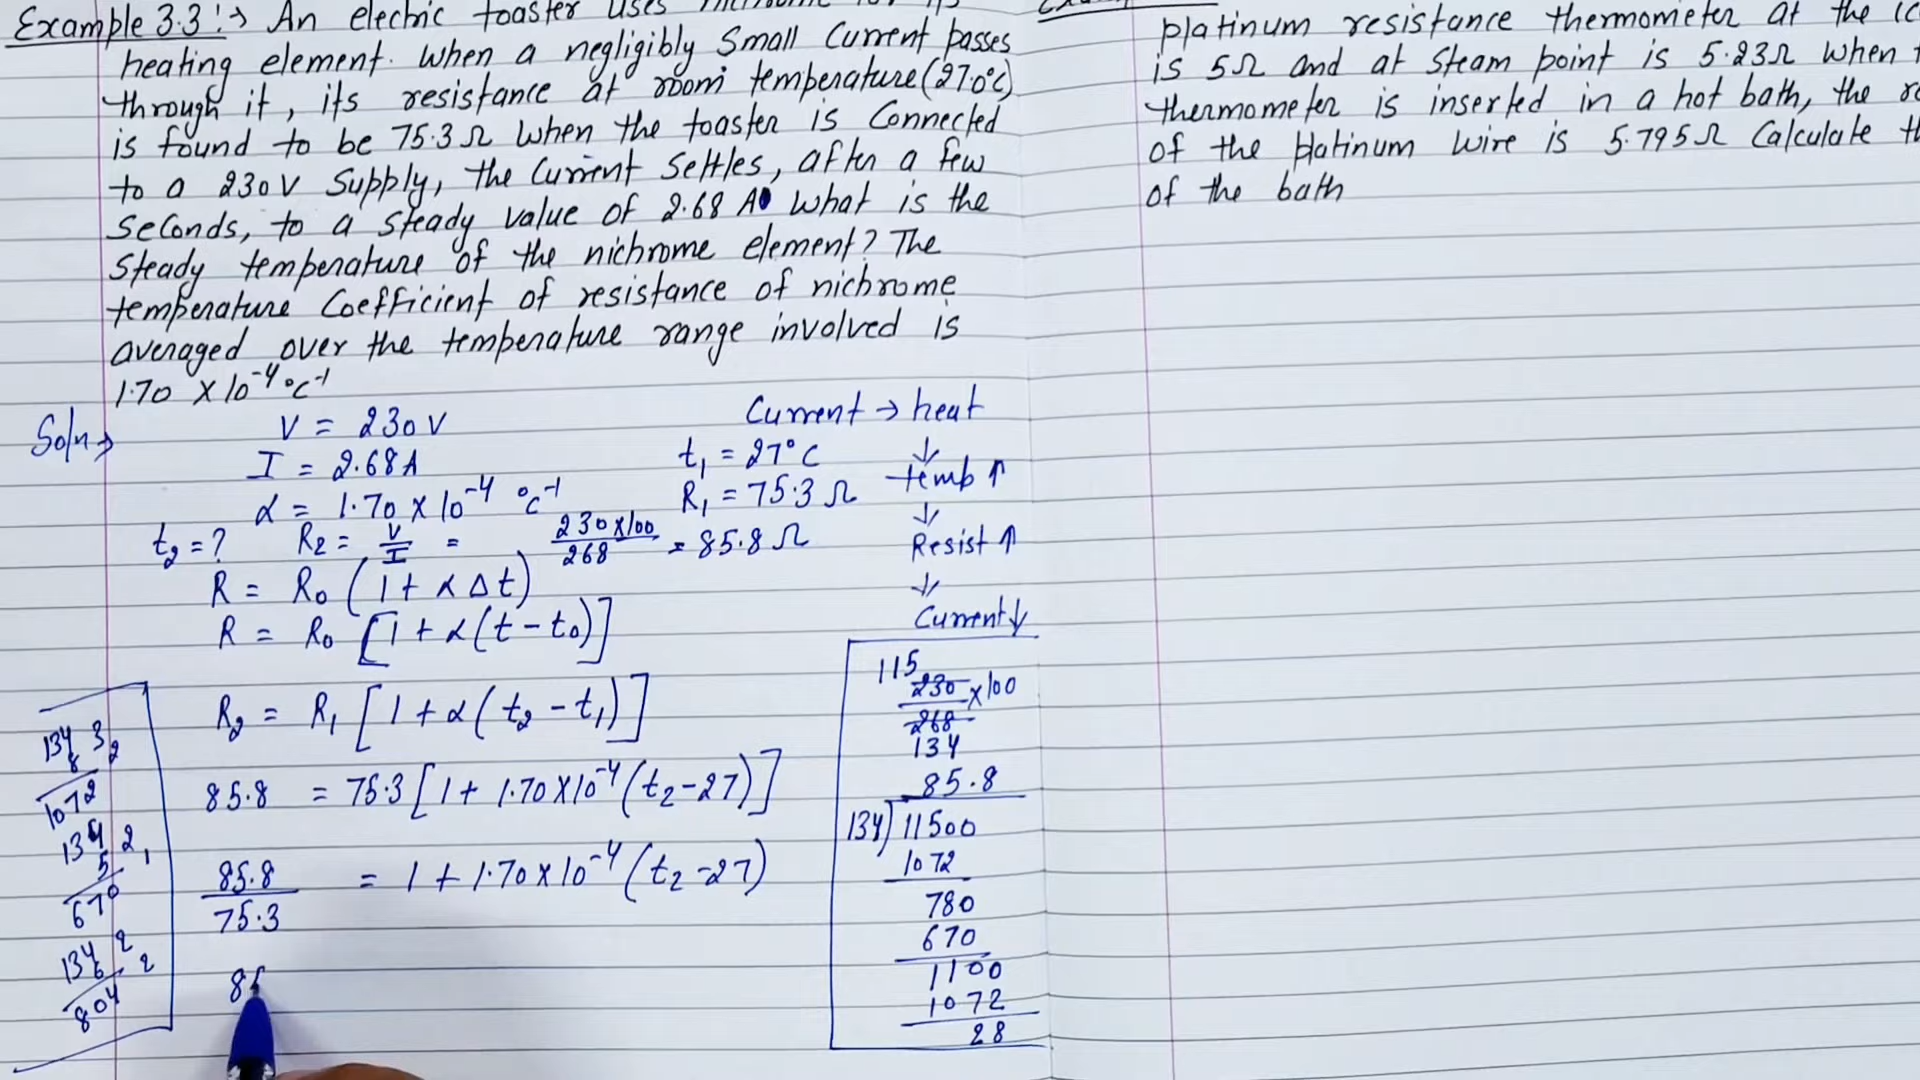 Example 3.3 :→ An electric toaster uses
heating element. When a negligibly Small Current passes
through it, its resistance at room temperature (27.0°C)
is found to be 75.3 Ω When the toaster is Connected
to a 230 V Supply, the Current Settles, after a few
Seconds, to a Steady value of 2.68 A What is the
Steady temperature of the nichrome element? The
temperature Coefficient of resistance of nichrome
averaged over the temperature range involved is
1.70 × 10⁻⁴ °C⁻¹
Soln →
V = 230 V
I = 2.68 A
α = 1.70 × 10⁻⁴ °C⁻¹
t₂ = ? R₂ = V/I = 230×100/268 = 85.8 Ω
t₁ = 27°C
R₁ = 75.3 Ω
Current → heat
↓
temp ↑
↓
Resist ↑
↓
Current ↓
R = R₀ (1 + α Δt)
R = R₀ [1 + α(t – t₀)]
R₂ = R₁ [1 + α(t₂ – t₁)]
85.8 = 75.3 [1 + 1.70×10⁻⁴ (t₂–27)]
85.8/75.3 = 1 + 1.70×10⁻⁴ (t₂–27)
134 3 2
8
1072
134 2 1
5
670
134 2 2
6
804
115
230 ×100
268
134
85.8
134) 11500
1072
780
670
1100
1072
28
platinum resistance thermometer at the
is 5Ω and at steam point is 5.23Ω When
thermometer is inserted in a hot bath, the
of the platinum wire is 5.795Ω Calculate
of the bath